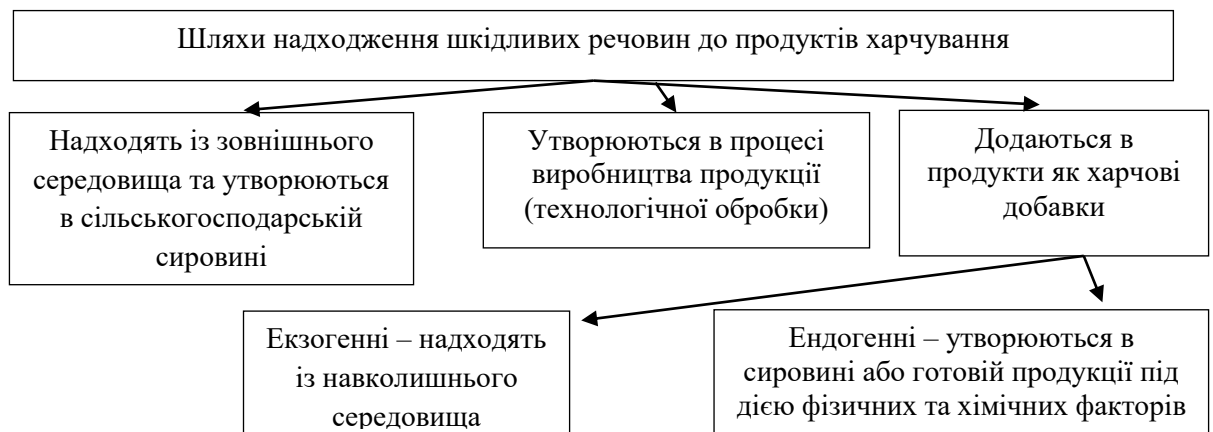 Шляхи надходження шкідливих речовин до продуктів харчування
Надходять із зовнішнього
середовища та утворюються
в сільськогосподарській
сировині
Утворюються в процесі
виробництва продукції
(технологічної обробки)
Додаються в
продукти як харчові
добавки
Екзогенні – надходять
із навколишнього
середовища
Ендогенні – утворюються в
сировині або готовій продукції під
дією фізичних та хімічних факторів